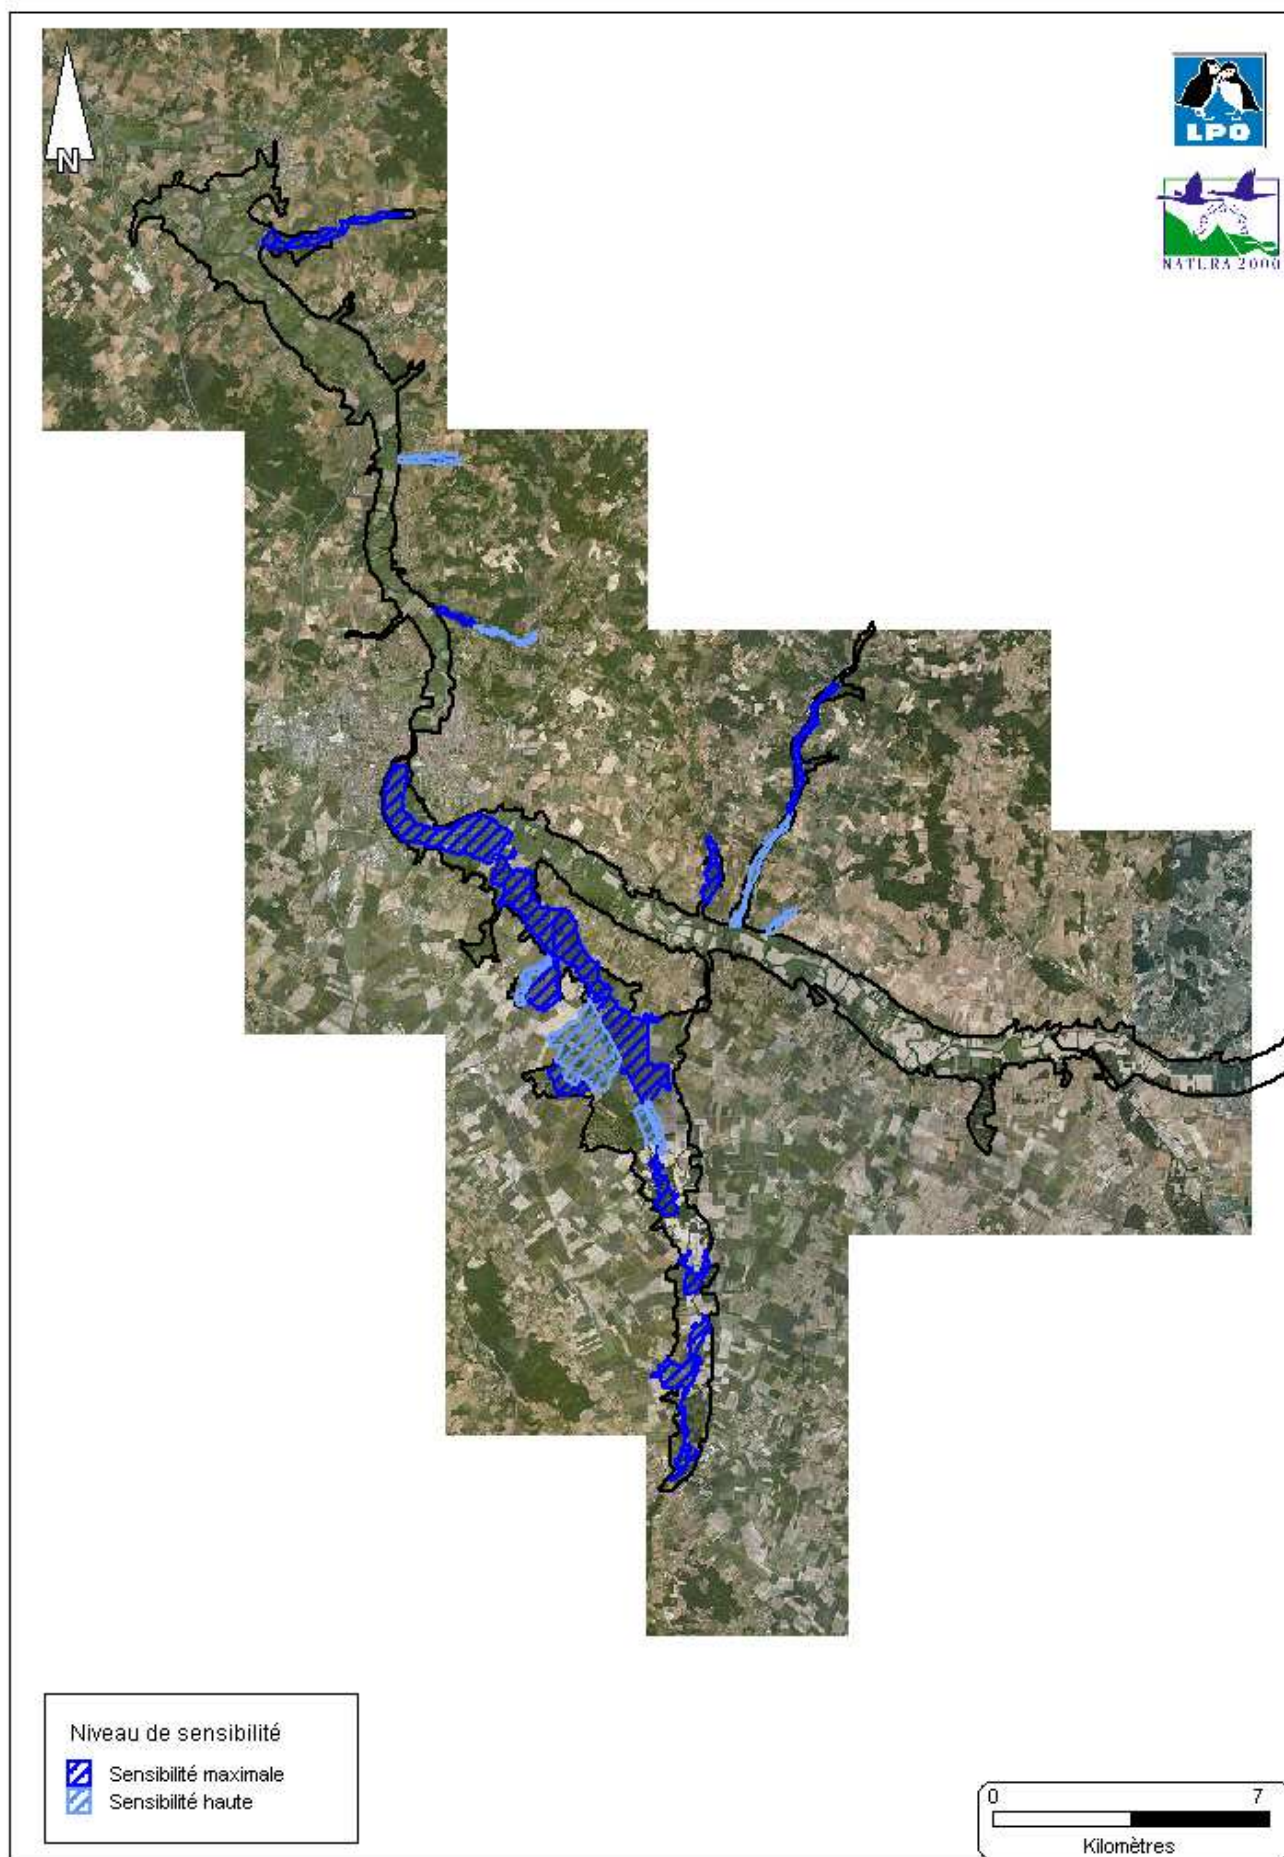 N
LPO
NATURA 2000
Niveau de sensibilité
Sensibilité maximale
Sensibilité haute
0 7
Kilomètres